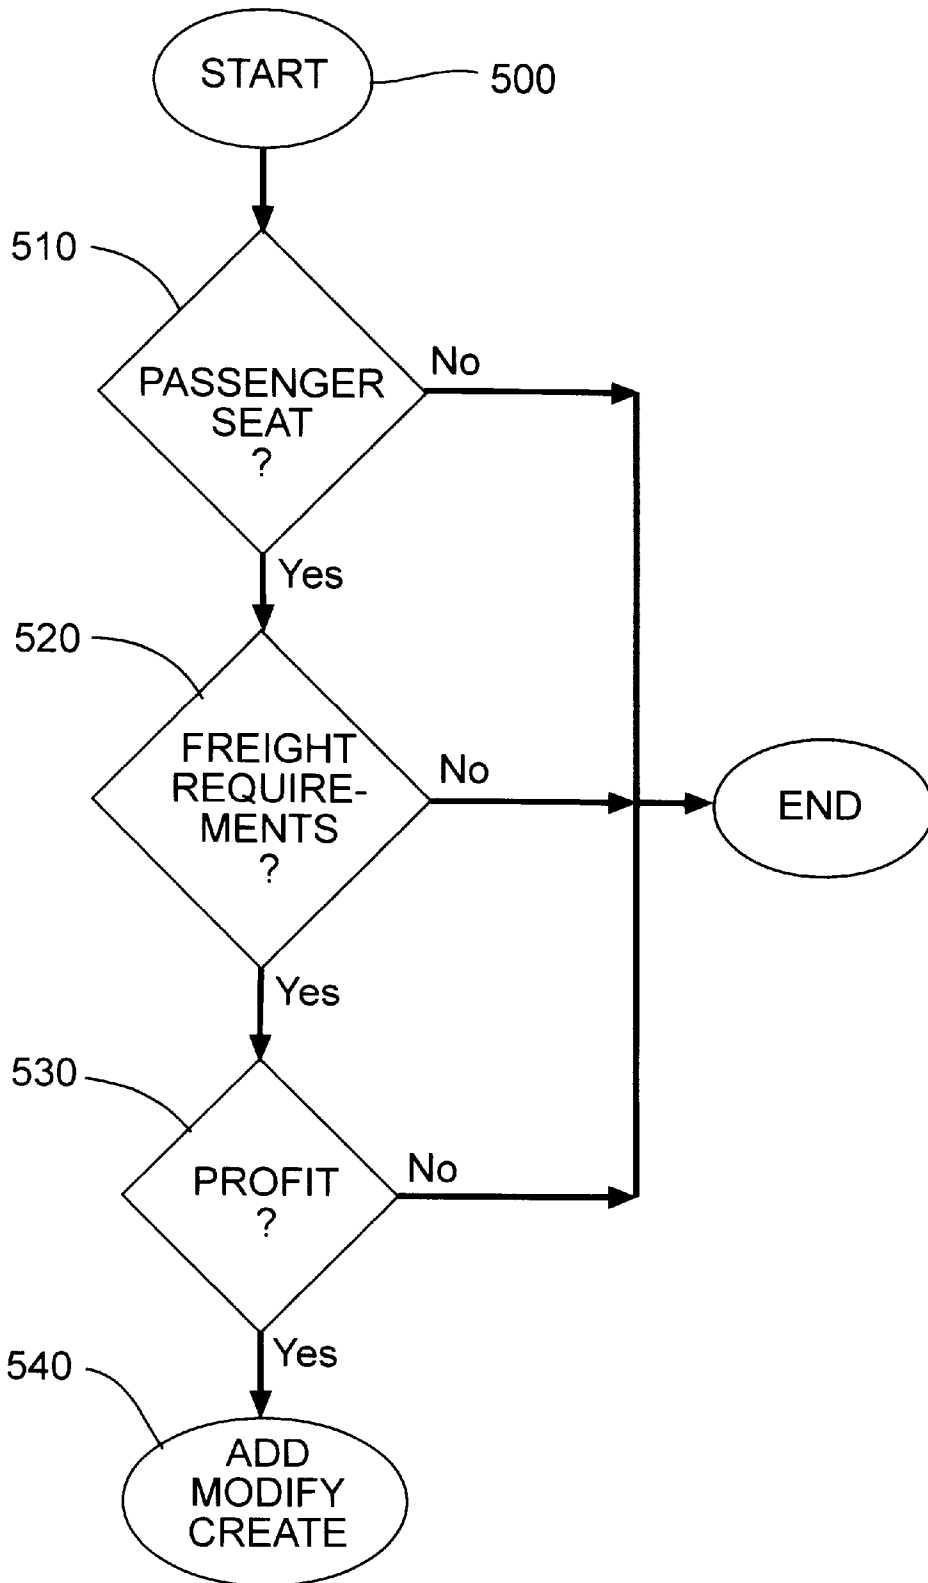 START
500
510
No
PASSENGER
SEAT
?
Yes
520
FREIGHT
REQUIRE-
MENTS
?
No
END
Yes
530
PROFIT
?
No
Yes
540
ADD
MODIFY
CREATE